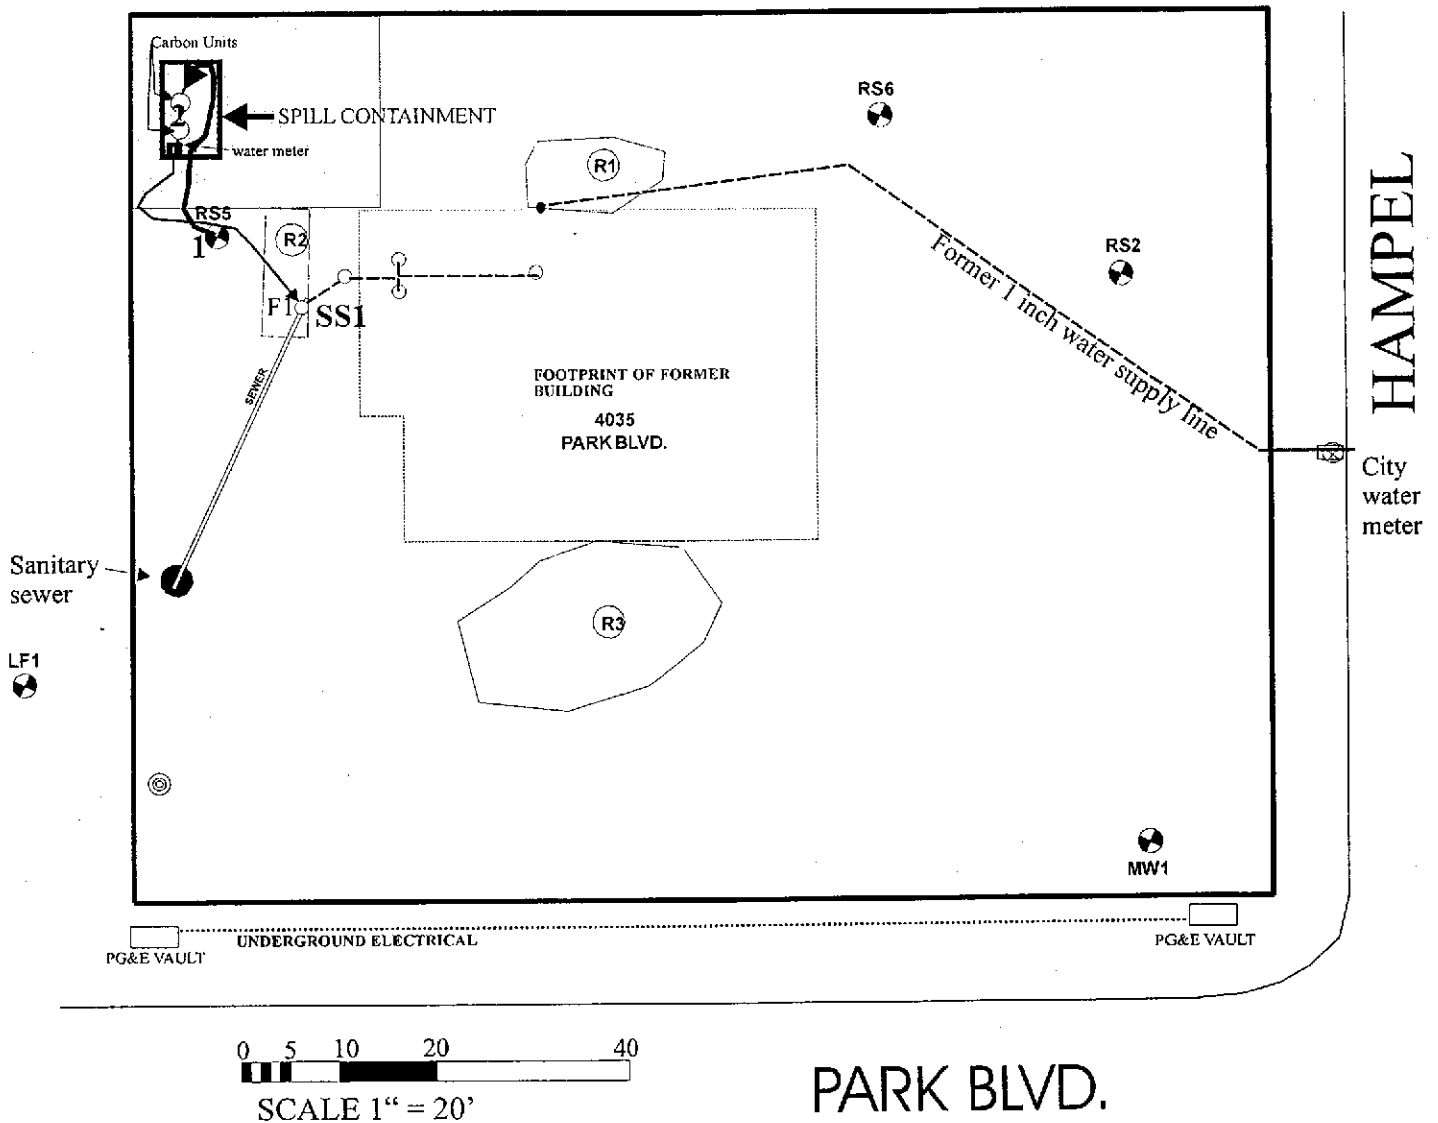 Carbon Units
2
SPILL CONTAINMENT
water meter
RS6
R1
HAMPEL
RS5
1
R2
RS2
Former 1 inch water supply line
F1
SS1
SEWER
FOOTPRINT OF FORMER
BUILDING
4035
PARK BLVD.
City
water
meter
Sanitary
sewer
R3
LF1
MW1
UNDERGROUND ELECTRICAL
PG&E VAULT
PG&E VAULT
0 5 10 20 40
SCALE 1“ = 20’
PARK BLVD.